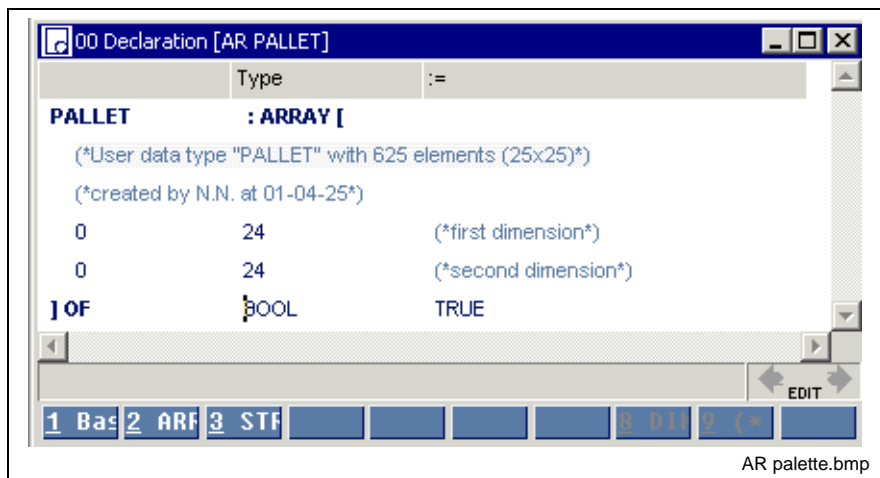 00 Declaration [AR PALLET]
Type :=
PALLET : ARRAY [
(*User data type "PALLET" with 625 elements (25x25)*)
(*created by N.N. at 01-04-25*)
0 24 (*first dimension*)
0 24 (*second dimension*)
] OF BOOL TRUE
EDIT
1 Bas 2 ARR 3 STR 8 DIM 9 (*
AR palette.bmp